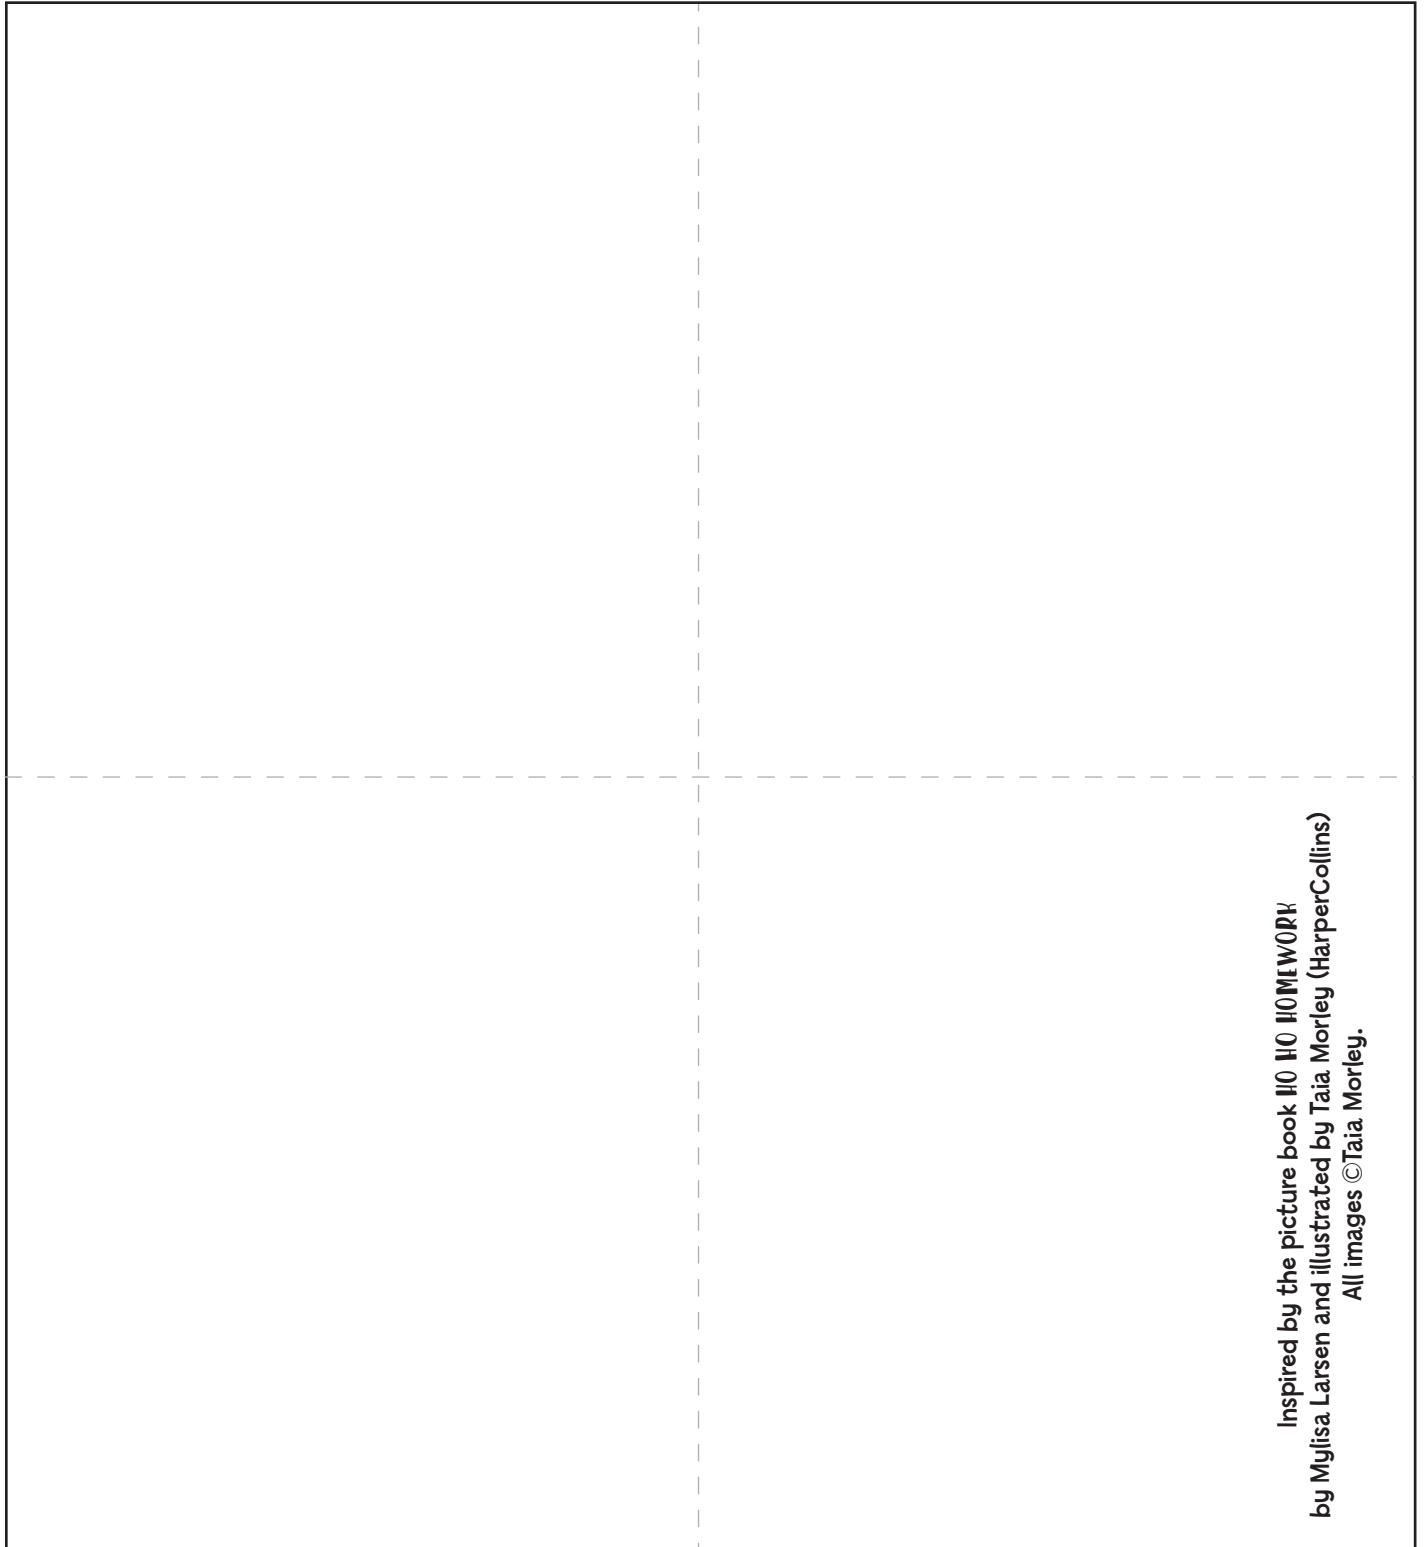 Inspired by the picture book HO HO HOMEWORK
by Mylisa Larsen and illustrated by Taia Morley (HarperCollins)
All images ©Taia Morley.